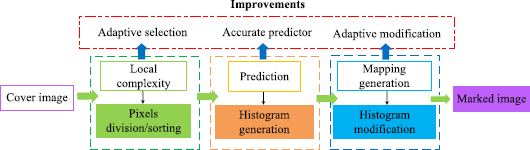 Improvements
Adaptive selection
Accurate predictor
Adaptive modification
Cover image
Local
complexity
Pixels
division/sorting
Prediction
Histogram
generation
Mapping
generation
Histogram
modification
Marked image